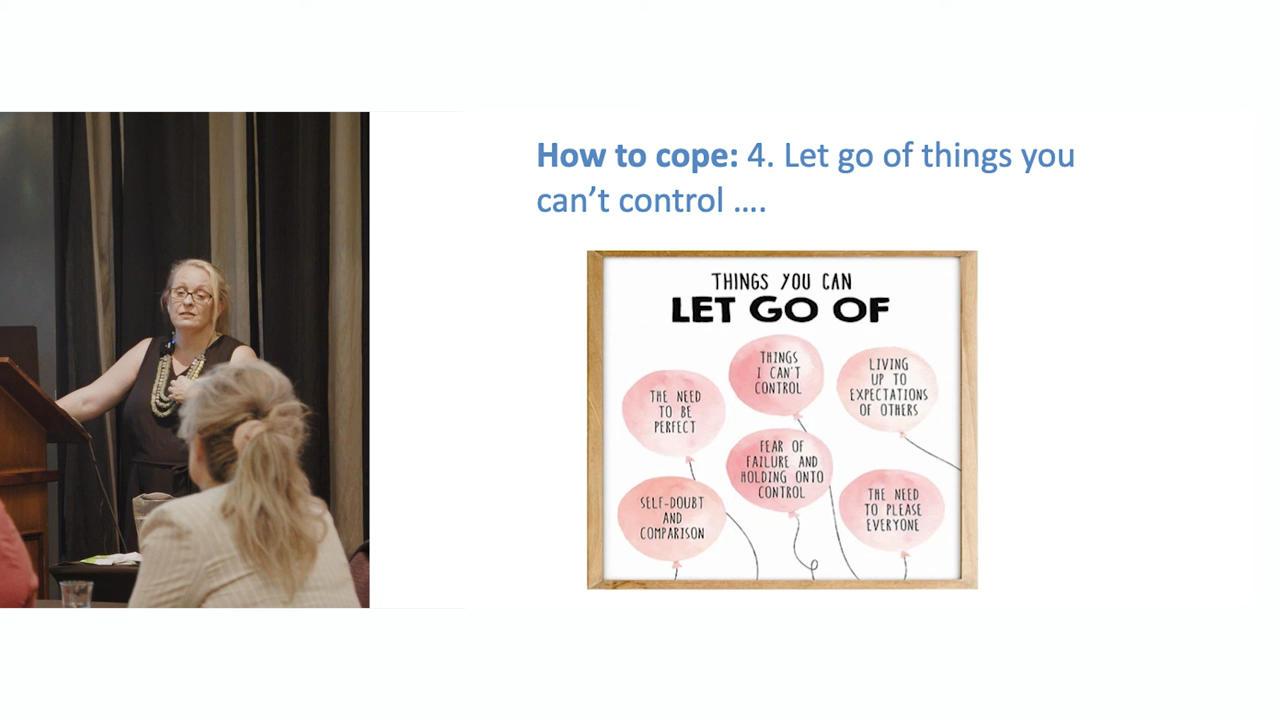 How to cope: 4. Let go of things you
can’t control ....
THINGS YOU CAN
LET GO OF
THINGS
I CAN'T
CONTROL
LIVING
UP TO
EXPECTATIONS
OF OTHERS
THE NEED
TO BE
PERFECT
FEAR OF
FAILURE AND
HOLDING ONTO
CONTROL
SELF-DOUBT
AND
COMPARISON
THE NEED
TO PLEASE
EVERYONE